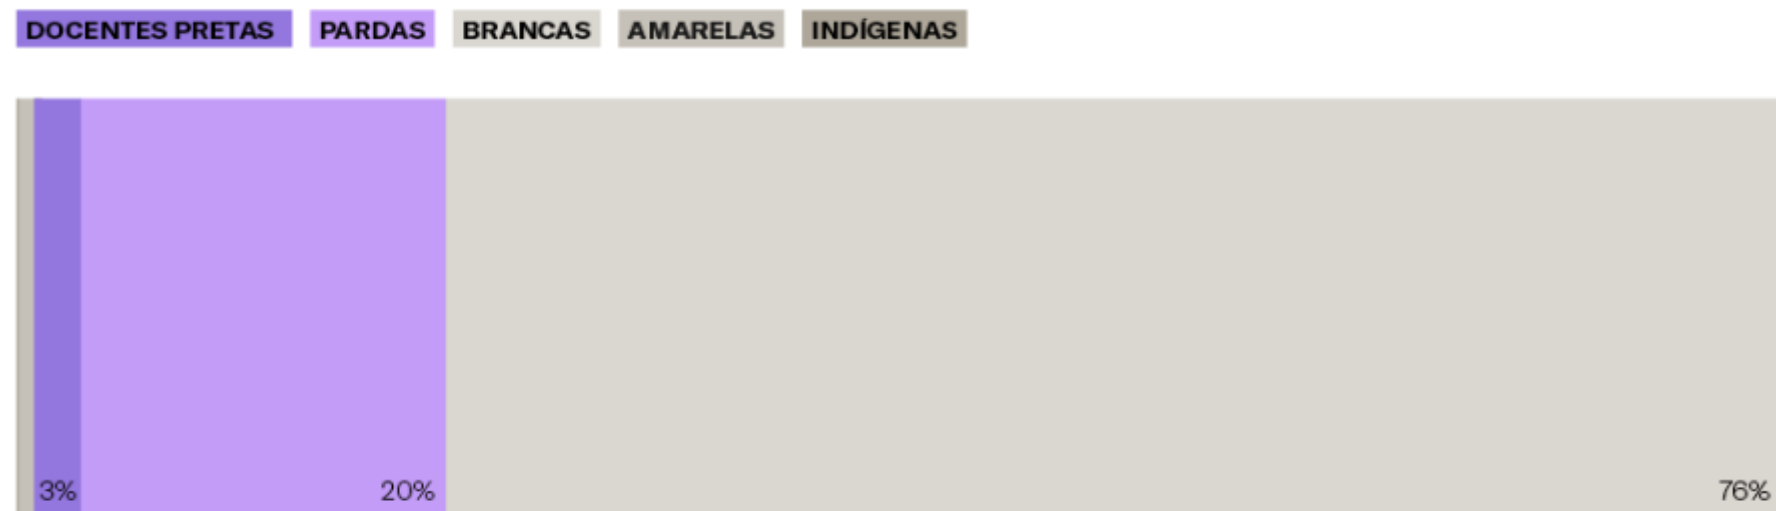 DOCENTES PRETAS PARDAS BRANCAS AMARELAS INDÍGENAS
3% 20% 76%